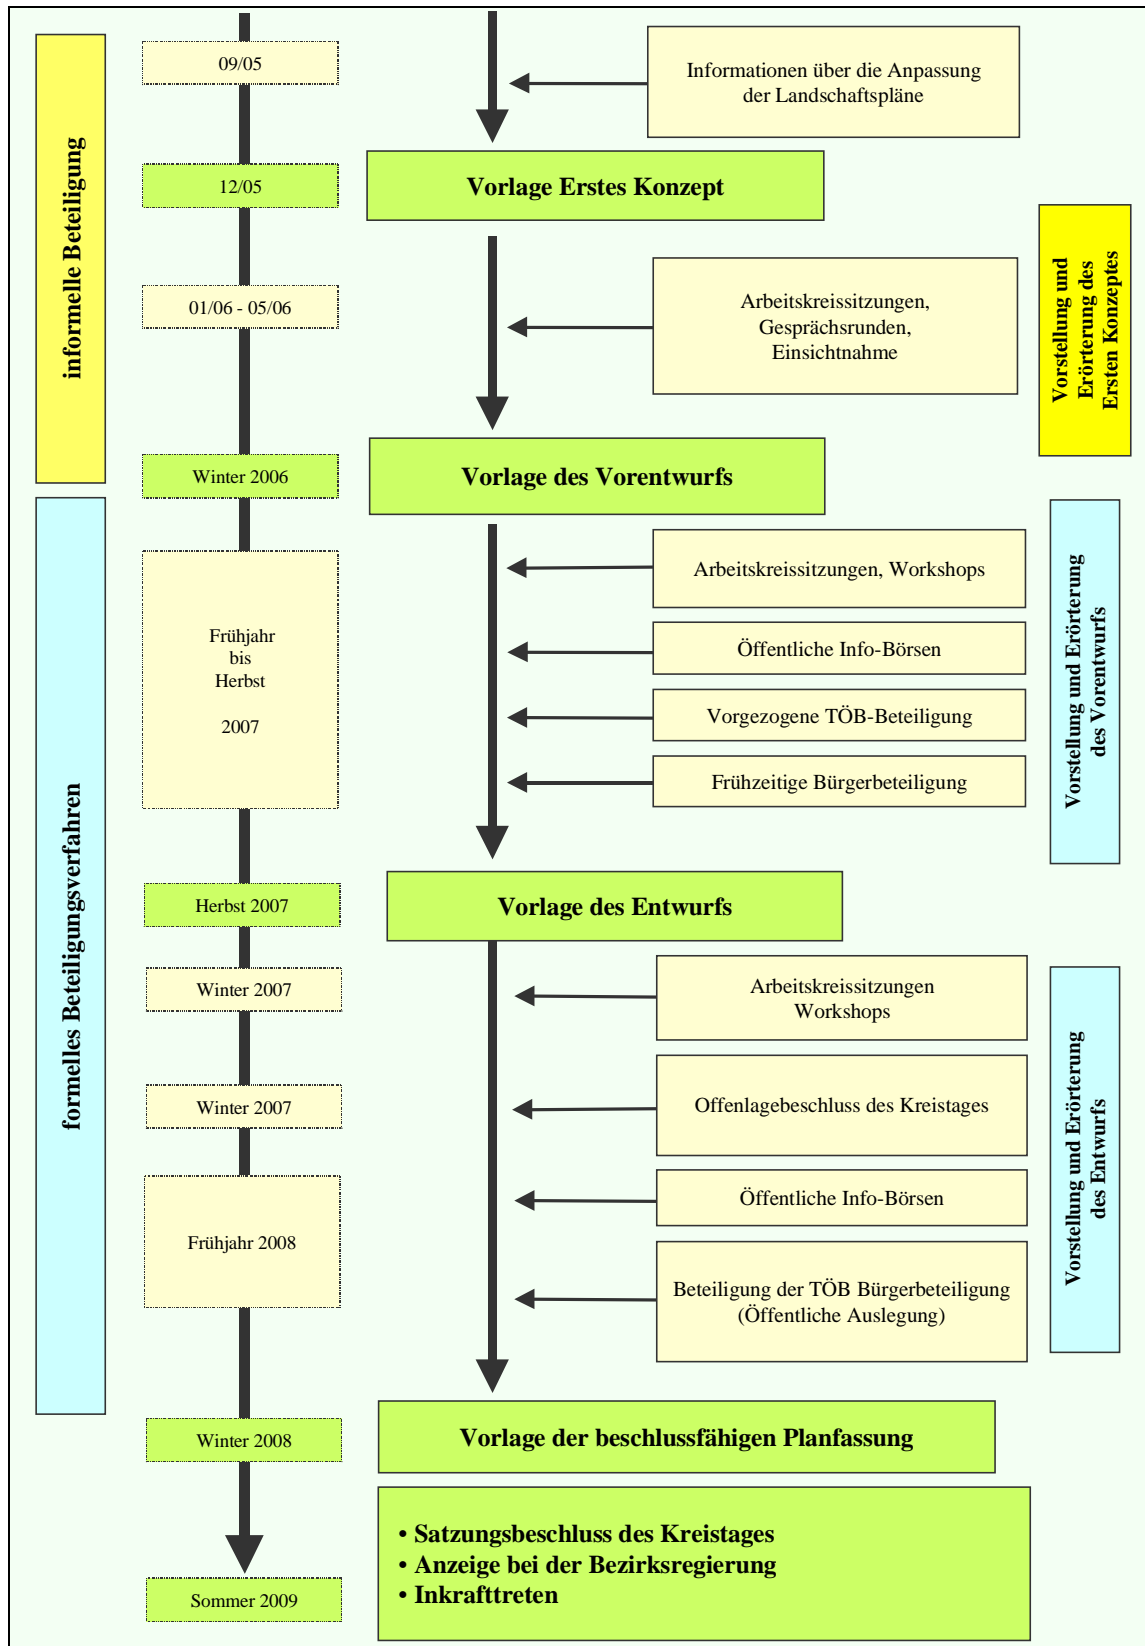 informelle Beteiligung
09/05
Informationen über die Anpassung
der Landschaftspläne
12/05
Vorlage Erstes Konzept
01/06 - 05/06
Arbeitskreissitzungen,
Gesprächsrunden,
Einsichtnahme
Vorstellung und
Erörterung des
Ersten Konzeptes
Winter 2006
Vorlage des Vorentwurfs
formelles Beteiligungsverfahren
Frühjahr
bis
Herbst
2007
Arbeitskreissitzungen, Workshops
Öffentliche Info-Börsen
Vorgezogene TÖB-Beteiligung
Frühzeitige Bürgerbeteiligung
Vorstellung und Erörterung
des Vorentwurfs
Herbst 2007
Vorlage des Entwurfs
Winter 2007
Arbeitskreissitzungen
Workshops
Winter 2007
Offenlagebeschluss des Kreistages
Frühjahr 2008
Öffentliche Info-Börsen
Beteiligung der TÖB Bürgerbeteiligung
(Öffentliche Auslegung)
Vorstellung und Erörterung
des Entwurfs
Winter 2008
Vorlage der beschlussfähigen Planfassung
• Satzungsbeschluss des Kreistages
• Anzeige bei der Bezirksregierung
• Inkrafttreten
Sommer 2009